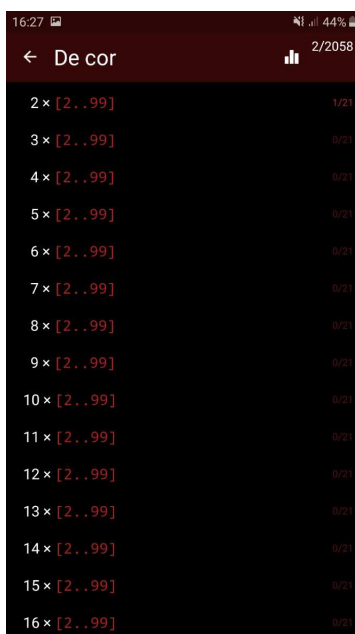 16:27 44%
De cor 2/2058
2 × [2..99] 1/21
3 × [2..99] 0/21
4 × [2..99] 0/21
5 × [2..99] 0/21
6 × [2..99] 0/21
7 × [2..99] 0/21
8 × [2..99] 0/21
9 × [2..99] 0/21
10 × [2..99] 0/21
11 × [2..99] 0/21
12 × [2..99] 0/21
13 × [2..99] 0/21
14 × [2..99] 0/21
15 × [2..99] 0/21
16 × [2..99] 0/21